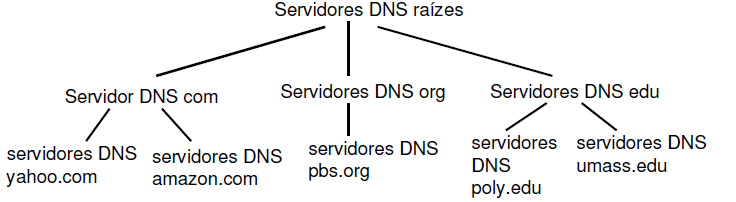 Servidores DNS raízes
Servidor DNS com
Servidores DNS org
Servidores DNS edu
servidores DNS
yahoo.com
servidores DNS
amazon.com
servidores DNS
pbs.org
servidores
DNS
poly.edu
servidores DNS
umass.edu